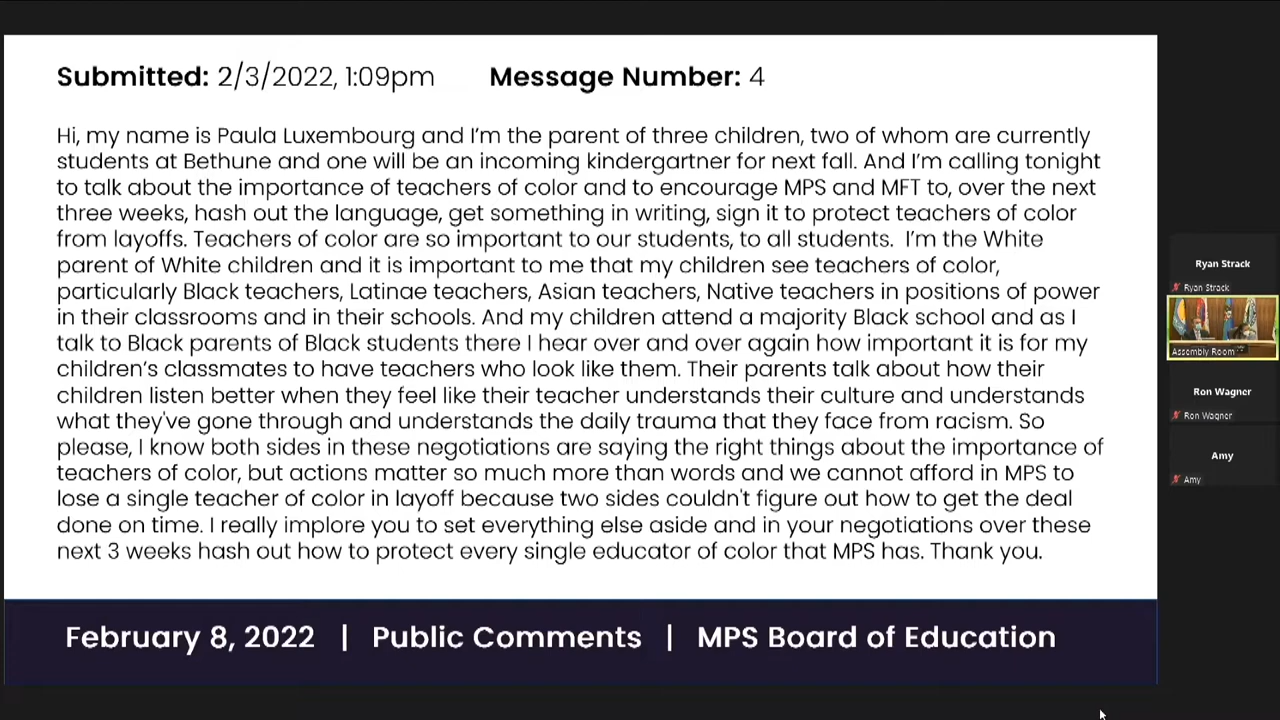 Submitted: 2/3/2022, 1:09pm Message Number: 4
Hi, my name is Paula Luxembourg and I'm the parent of three children, two of whom are currently
students at Bethune and one will be an incoming kindergartner for next fall. And I'm calling tonight
to talk about the importance of teachers of color and to encourage MPS and MFT to, over the next
three weeks, hash out the language, get something in writing, sign it to protect teachers of color
from layoffs. Teachers of color are so important to our students, to all students.  I'm the White
parent of White children and it is important to me that my children see teachers of color,
particularly Black teachers, Latinae teachers, Asian teachers, Native teachers in positions of power
in their classrooms and in their schools. And my children attend a majority Black school and as I
talk to Black parents of Black students there I hear over and over again how important it is for my
children's classmates to have teachers who look like them. Their parents talk about how their
children listen better when they feel like their teacher understands their culture and understands
what they've gone through and understands the daily trauma that they face from racism. So
please, I know both sides in these negotiations are saying the right things about the importance of
teachers of color, but actions matter so much more than words and we cannot afford in MPS to
lose a single teacher of color in layoff because two sides couldn't figure out how to get the deal
done on time. I really implore you to set everything else aside and in your negotiations over these
next 3 weeks hash out how to protect every single educator of color that MPS has. Thank you.
February 8, 2022 | Public Comments | MPS Board of Education
Ryan Strack
Ryan Strack
Assembly Room
Ron Wagner
Ron Wagner
Amy
Amy